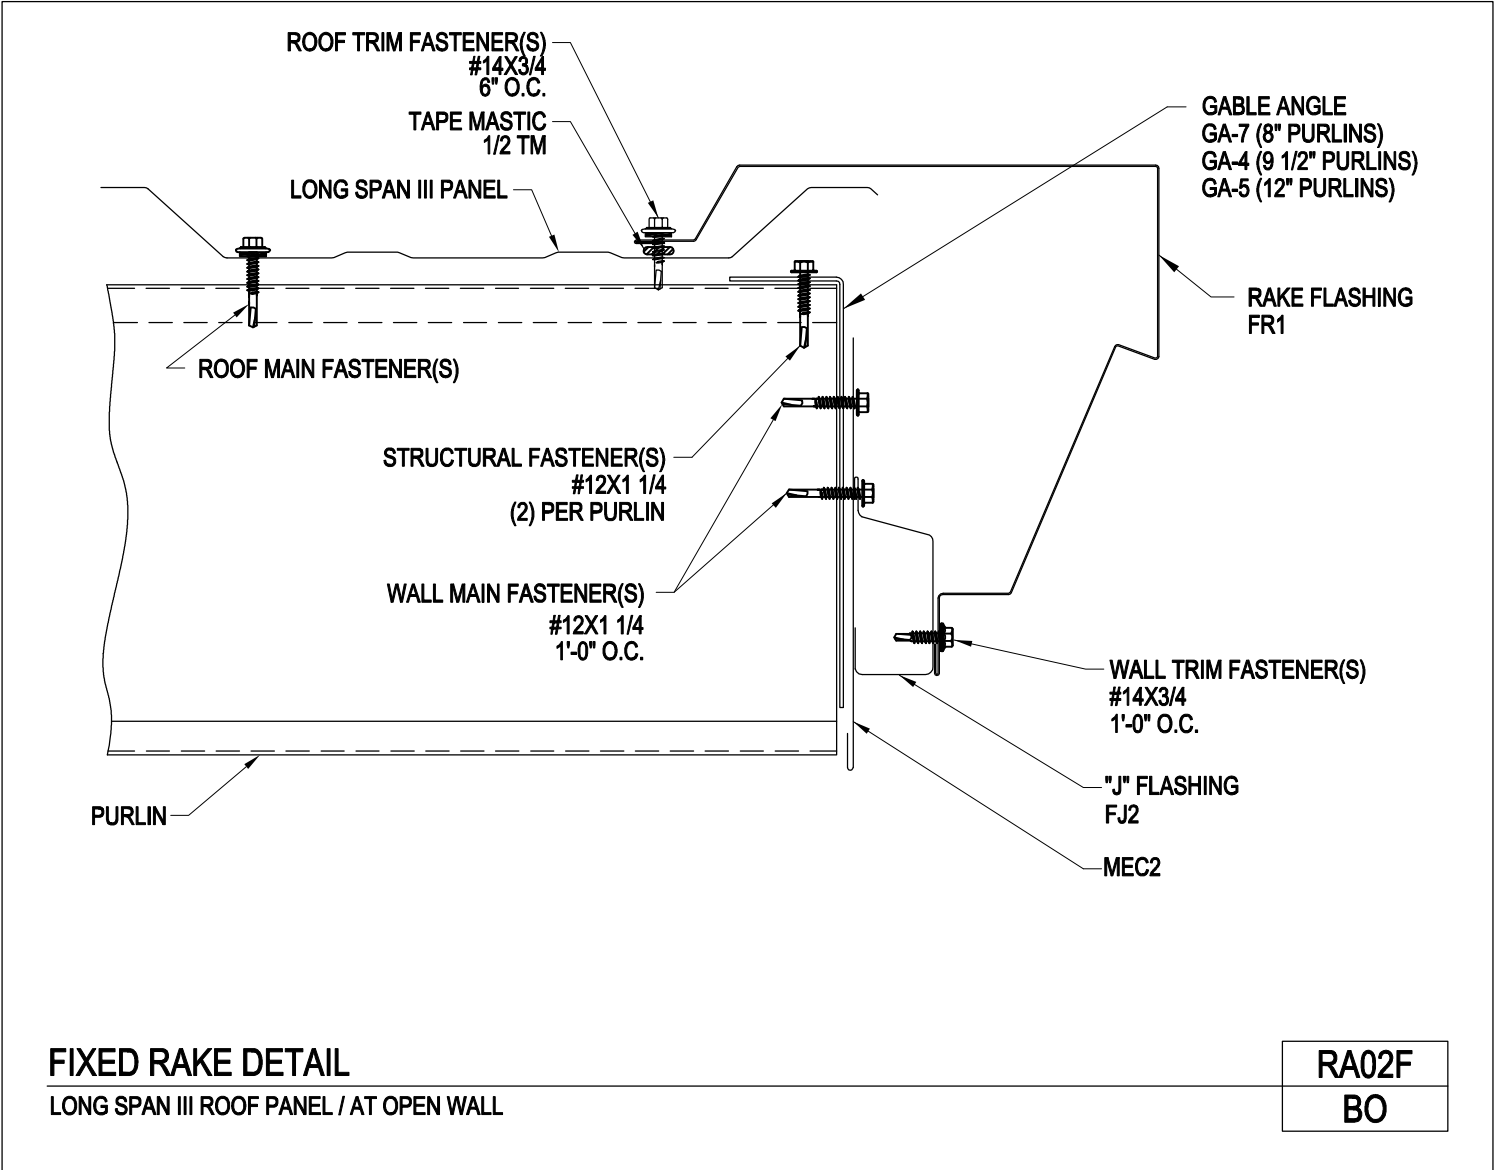 ROOF TRIM FASTENER(S)
#14X3/4
6" O.C.
TAPE MASTIC
1/2 TM
LONG SPAN III PANEL
GABLE ANGLE
GA-7 (8" PURLINS)
GA-4 (9 1/2" PURLINS)
GA-5 (12" PURLINS)
RAKE FLASHING
FR1
ROOF MAIN FASTENER(S)
STRUCTURAL FASTENER(S)
#12X1 1/4
(2) PER PURLIN
WALL MAIN FASTENER(S)
#12X1 1/4
1'-0" O.C.
WALL TRIM FASTENER(S)
#14X3/4
1'-0" O.C.
"J" FLASHING
FJ2
PURLIN
MEC2
FIXED RAKE DETAIL
LONG SPAN III ROOF PANEL / AT OPEN WALL
RA02F
BO